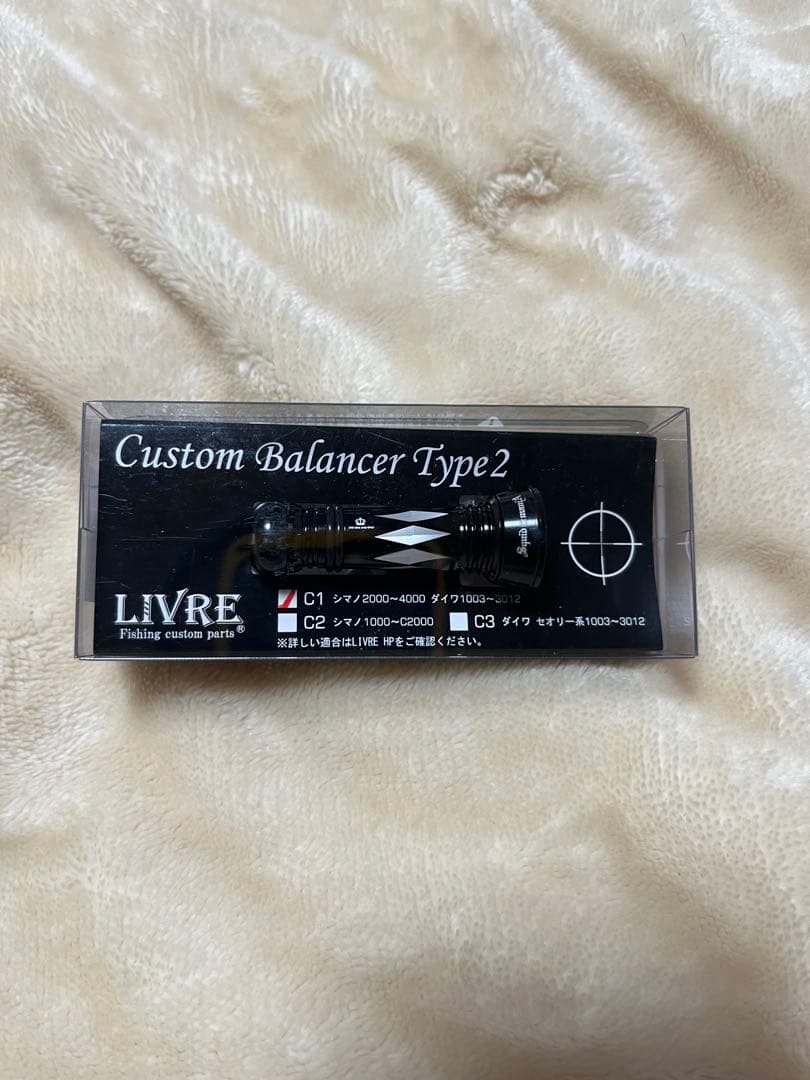 Custom Balancer Type2
LIVRE
Fishing custom parts®
C1 シマノ2000～4000 ダイワ1003～3012
C2 シマノ1000～C2000
C3 ダイワ セオリー系1003～3012
※詳しい適合はLIVRE HPをご確認ください。